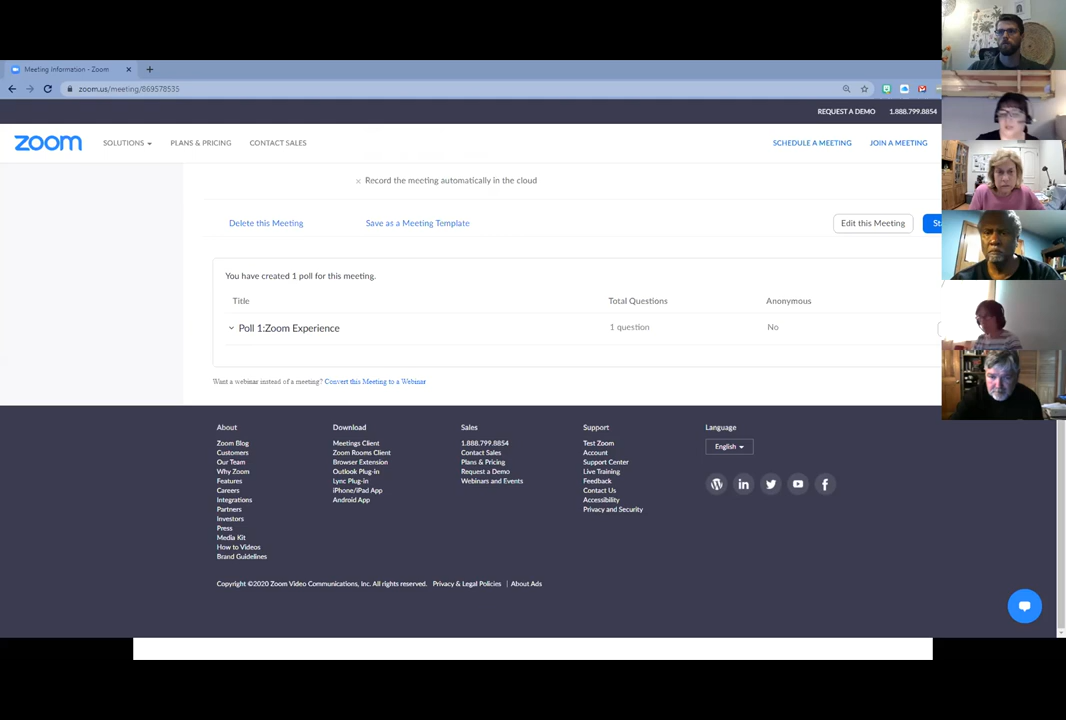 Meeting Information - Zoom
zoom.us/meeting/869578535
REQUEST A DEMO 1.888.799.8854
zoom SOLUTIONS PLANS & PRICING CONTACT SALES SCHEDULE A MEETING JOIN A MEETING
Record the meeting automatically in the cloud
Delete this Meeting Save as a Meeting Template Edit this Meeting
You have created 1 poll for this meeting.
Title Total Questions Anonymous
Poll 1:Zoom Experience 1 question No
Want a webinar instead of a meeting? Convert this Meeting to a Webinar
About
Zoom Blog
Customers
Our Team
Why Zoom
Features
Careers
Integrations
Partners
Investors
Press
Media Kit
How to Videos
Brand Guidelines
Download
Meetings Client
Zoom Rooms Client
Browser Extension
Outlook Plug-in
Lync Plug-in
iPhone/iPad App
Android App
Sales
1.888.799.8854
Contact Sales
Plans & Pricing
Request a Demo
Webinars and Events
Support
Test Zoom
Account
Support Center
Live Training
Feedback
Contact Us
Accessibility
Privacy and Security
Language
English
Copyright ©2020 Zoom Video Communications, Inc. All rights reserved. Privacy & Legal Policies | About Ads